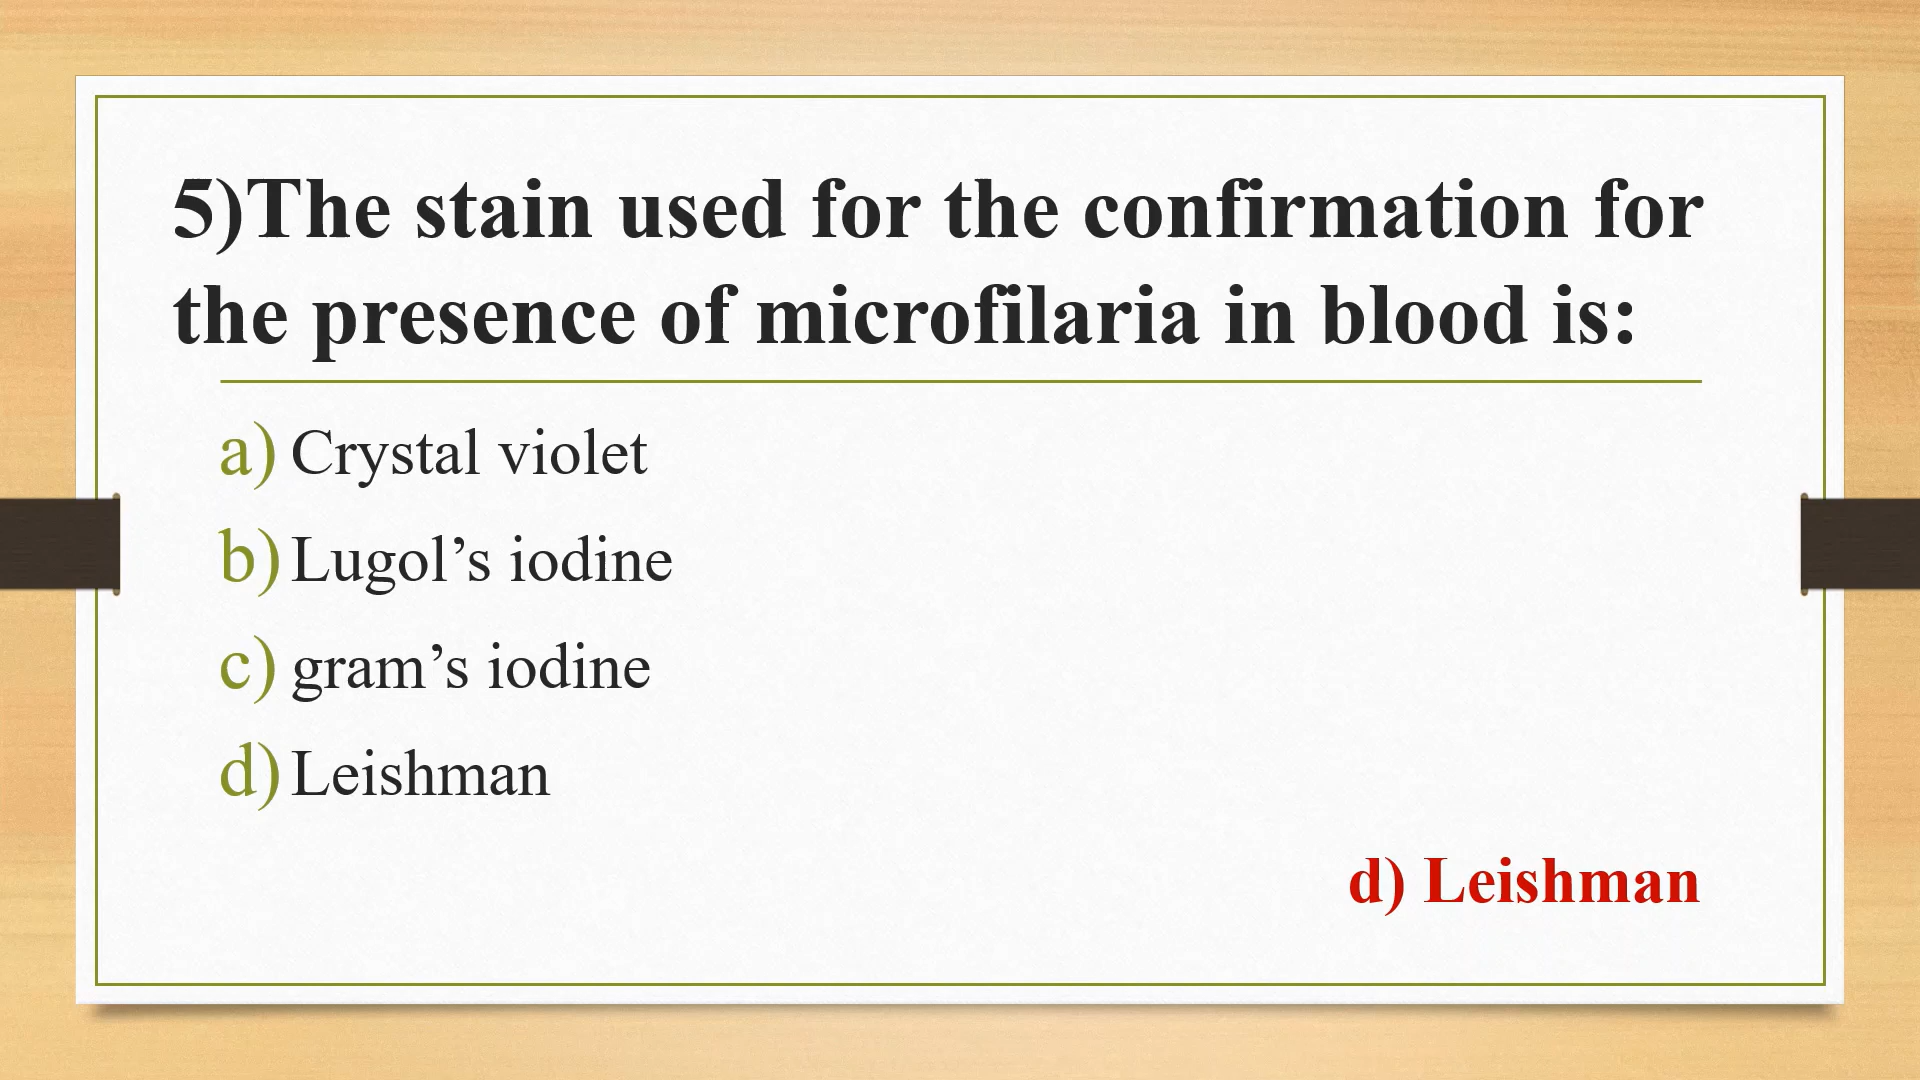 5)The stain used for the confirmation for
the presence of microfilaria in blood is:
a) Crystal violet
b) Lugol’s iodine
c) gram’s iodine
d) Leishman
d) Leishman